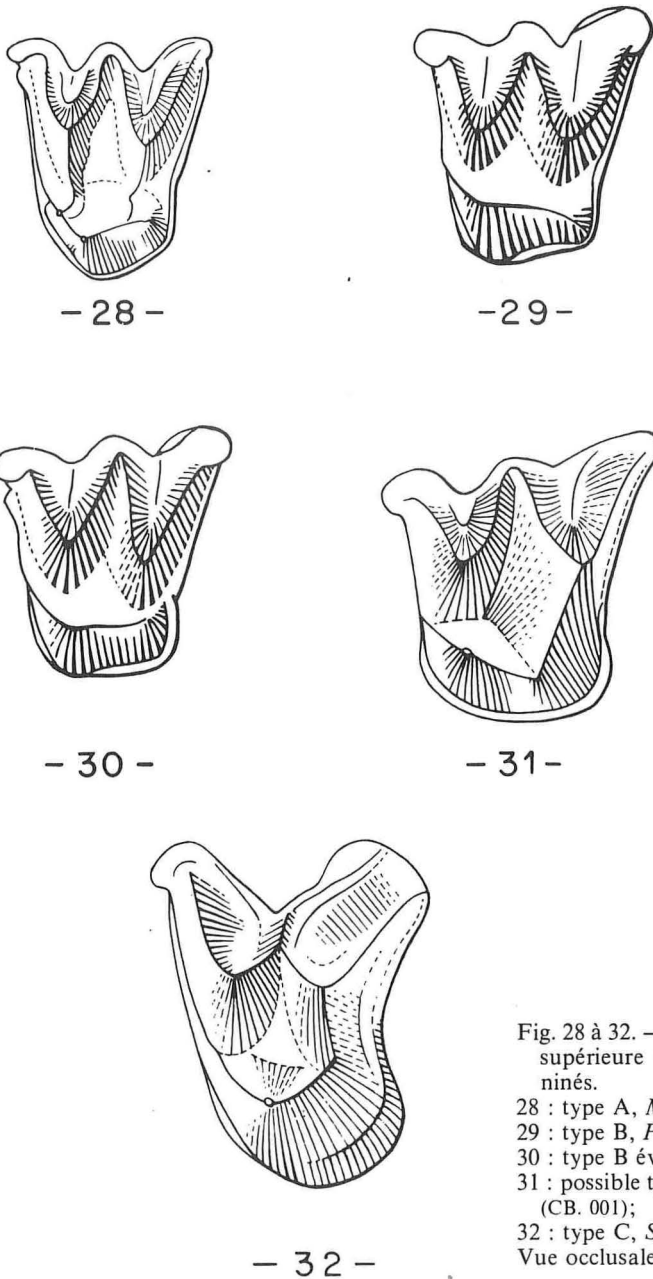 -28-
-29-
-30-
-31-
-32-
Fig. 28 à 32. –
supérieure
ninés.
28 : type A,
29 : type B,
30 : type B
31 : possible
(CB. 001);
32 : type C,
Vue occlusale